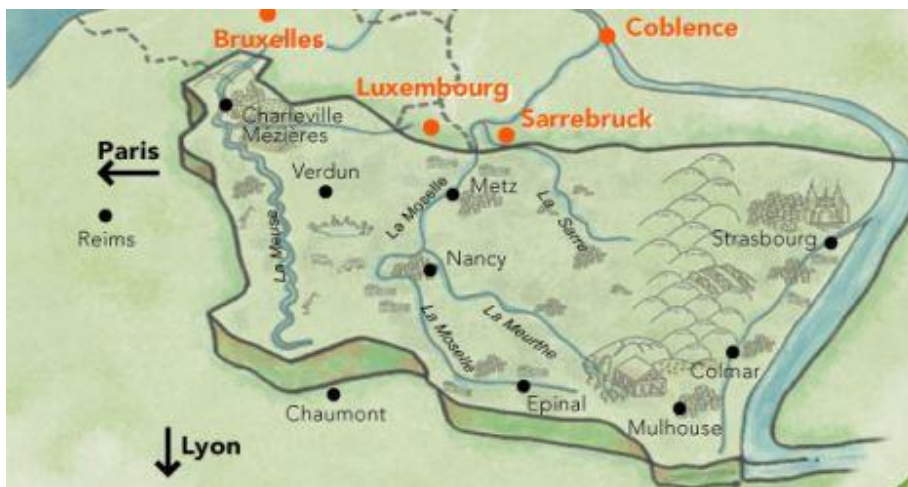 Bruxelles
Coblence
Luxembourg
Sarrebruck
Charleville
Mézières
Paris
Verdun
Metz
La Moselle
La Sarre
Reims
La Meuse
Strasbourg
Nancy
La Meurthe
La Moselle
Colmar
Chaumont
Epinal
Mulhouse
Lyon